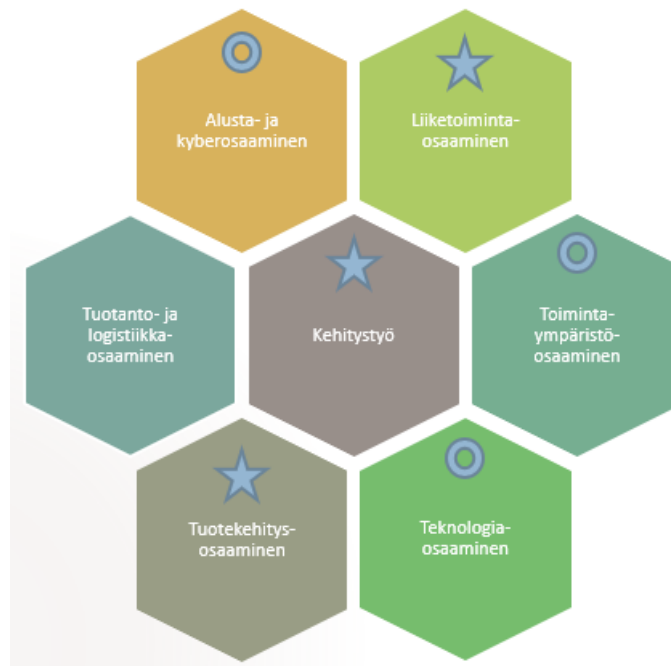 Alusta- ja
kyberosaaminen
Liiketoiminta-
osaaminen
Tuotanto- ja
logistiikka-
osaaminen
Kehitystyö
Toiminta-
ympäristö-
osaaminen
Tuotekehitys-
osaaminen
Teknologia-
osaaminen